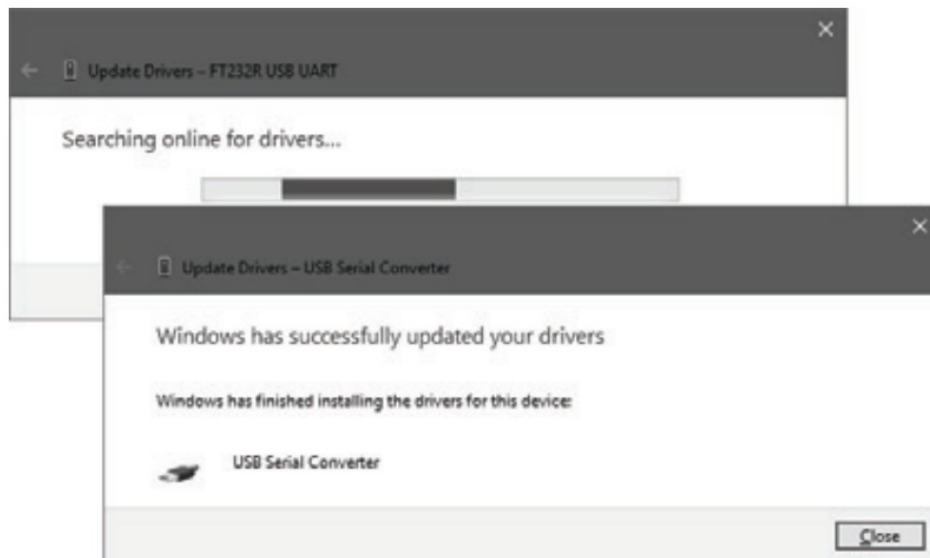 Update Drivers – FT232R USB UART
Searching online for drivers...
Update Drivers – USB Serial Converter
Windows has successfully updated your drivers
Windows has finished installing the drivers for this device:
USB Serial Converter
Close